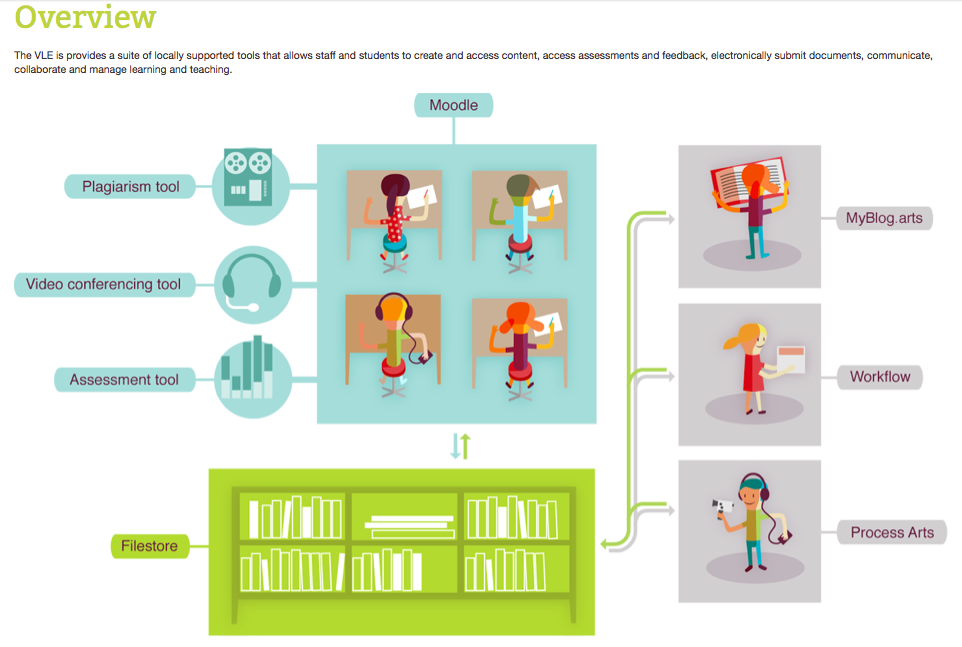 Overview
The VLE is provides a suite of locally supported tools that allows staff and students to create and access content, access assessments and feedback, electronically submit documents, communicate,
collaborate and manage learning and teaching.
Moodle
Plagiarism tool
Video conferencing tool
Assessment tool
Filestore
MyBlog.arts
Workflow
Process Arts